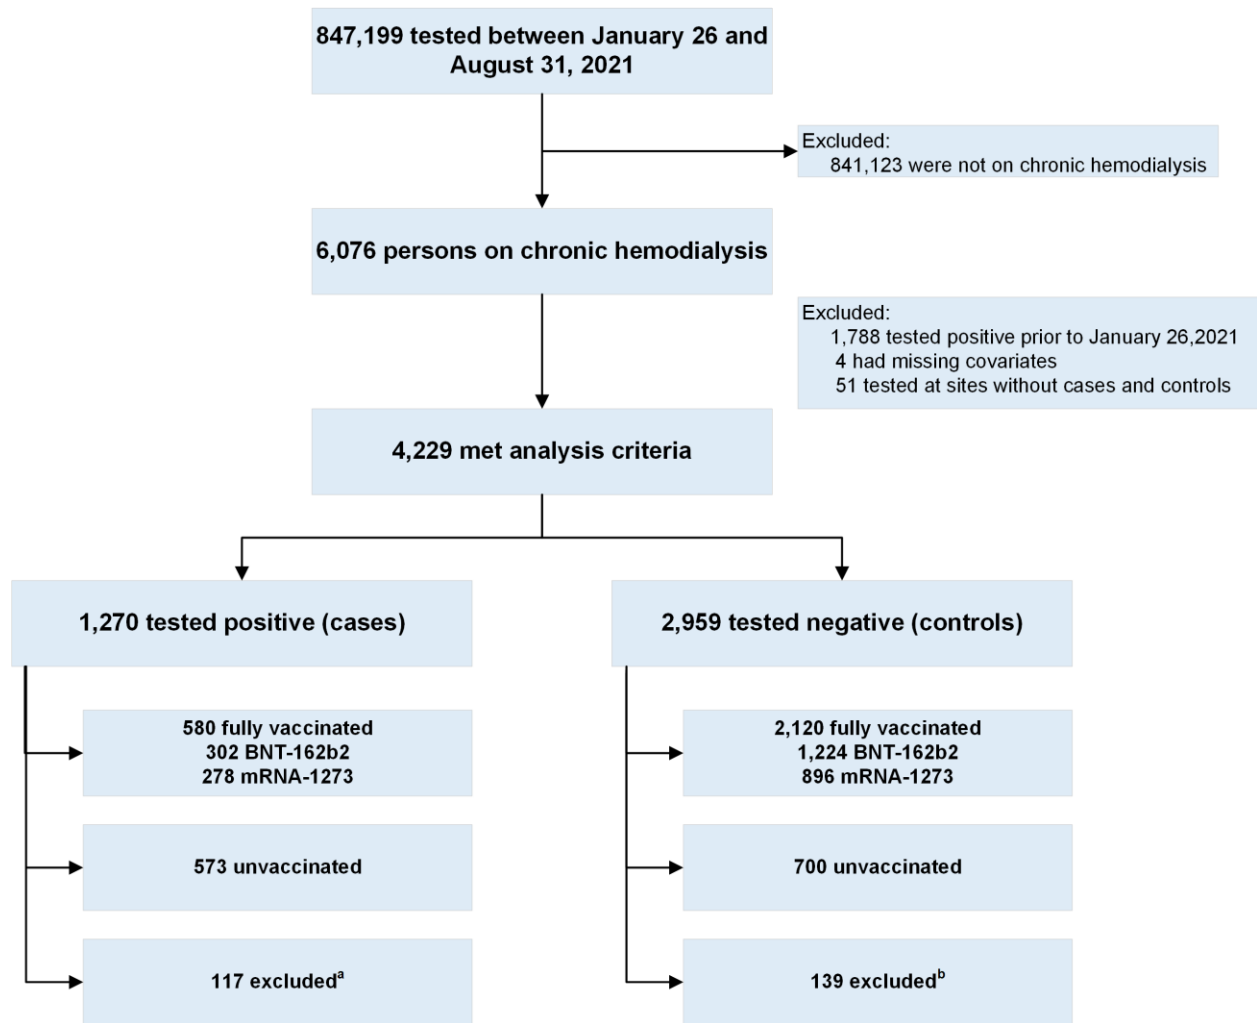 847,199 tested between January 26 and
August 31, 2021
Excluded:
841,123 were not on chronic hemodialysis
6,076 persons on chronic hemodialysis
Excluded:
1,788 tested positive prior to January 26,2021
4 had missing covariates
51 tested at sites without cases and controls
4,229 met analysis criteria
1,270 tested positive (cases)
2,959 tested negative (controls)
580 fully vaccinated
302 BNT-162b2
278 mRNA-1273
2,120 fully vaccinated
1,224 BNT-162b2
896 mRNA-1273
573 unvaccinated
700 unvaccinated
117 excludedᵃ
139 excludedᵇ